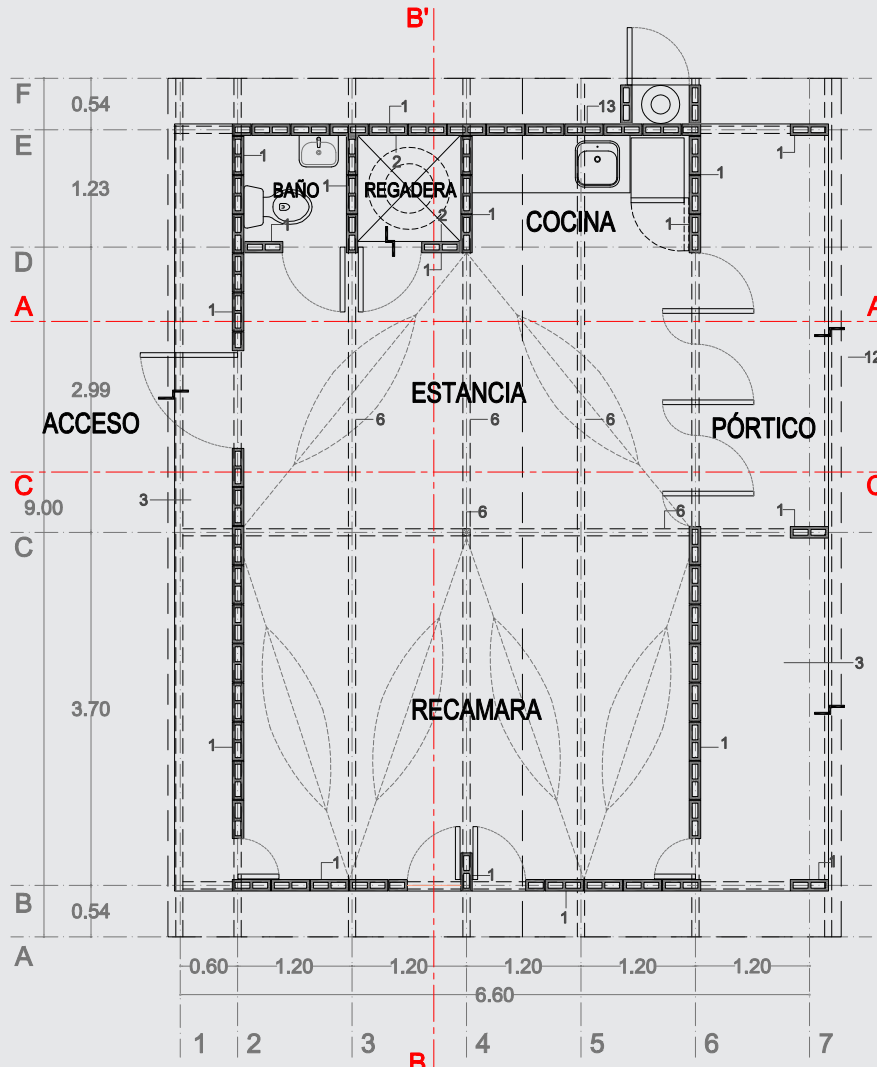 B'
F 0.54
1 13
E 1
1.23 1 2 1 1
BAÑO REGADERA
2 1 1
1 COCINA
D 1
1
A A
12
2.99 ESTANCIA
ACCESO 6 6 6 PÓRTICO
C C
9.00 3
6 6 1
C
3
3.70 RECAMARA
1 1
1 1 1
B
0.54 1
A
0.60 1.20 1.20 1.20 1.20 1.20
6.60
1 2 3 4 5 6 7
B